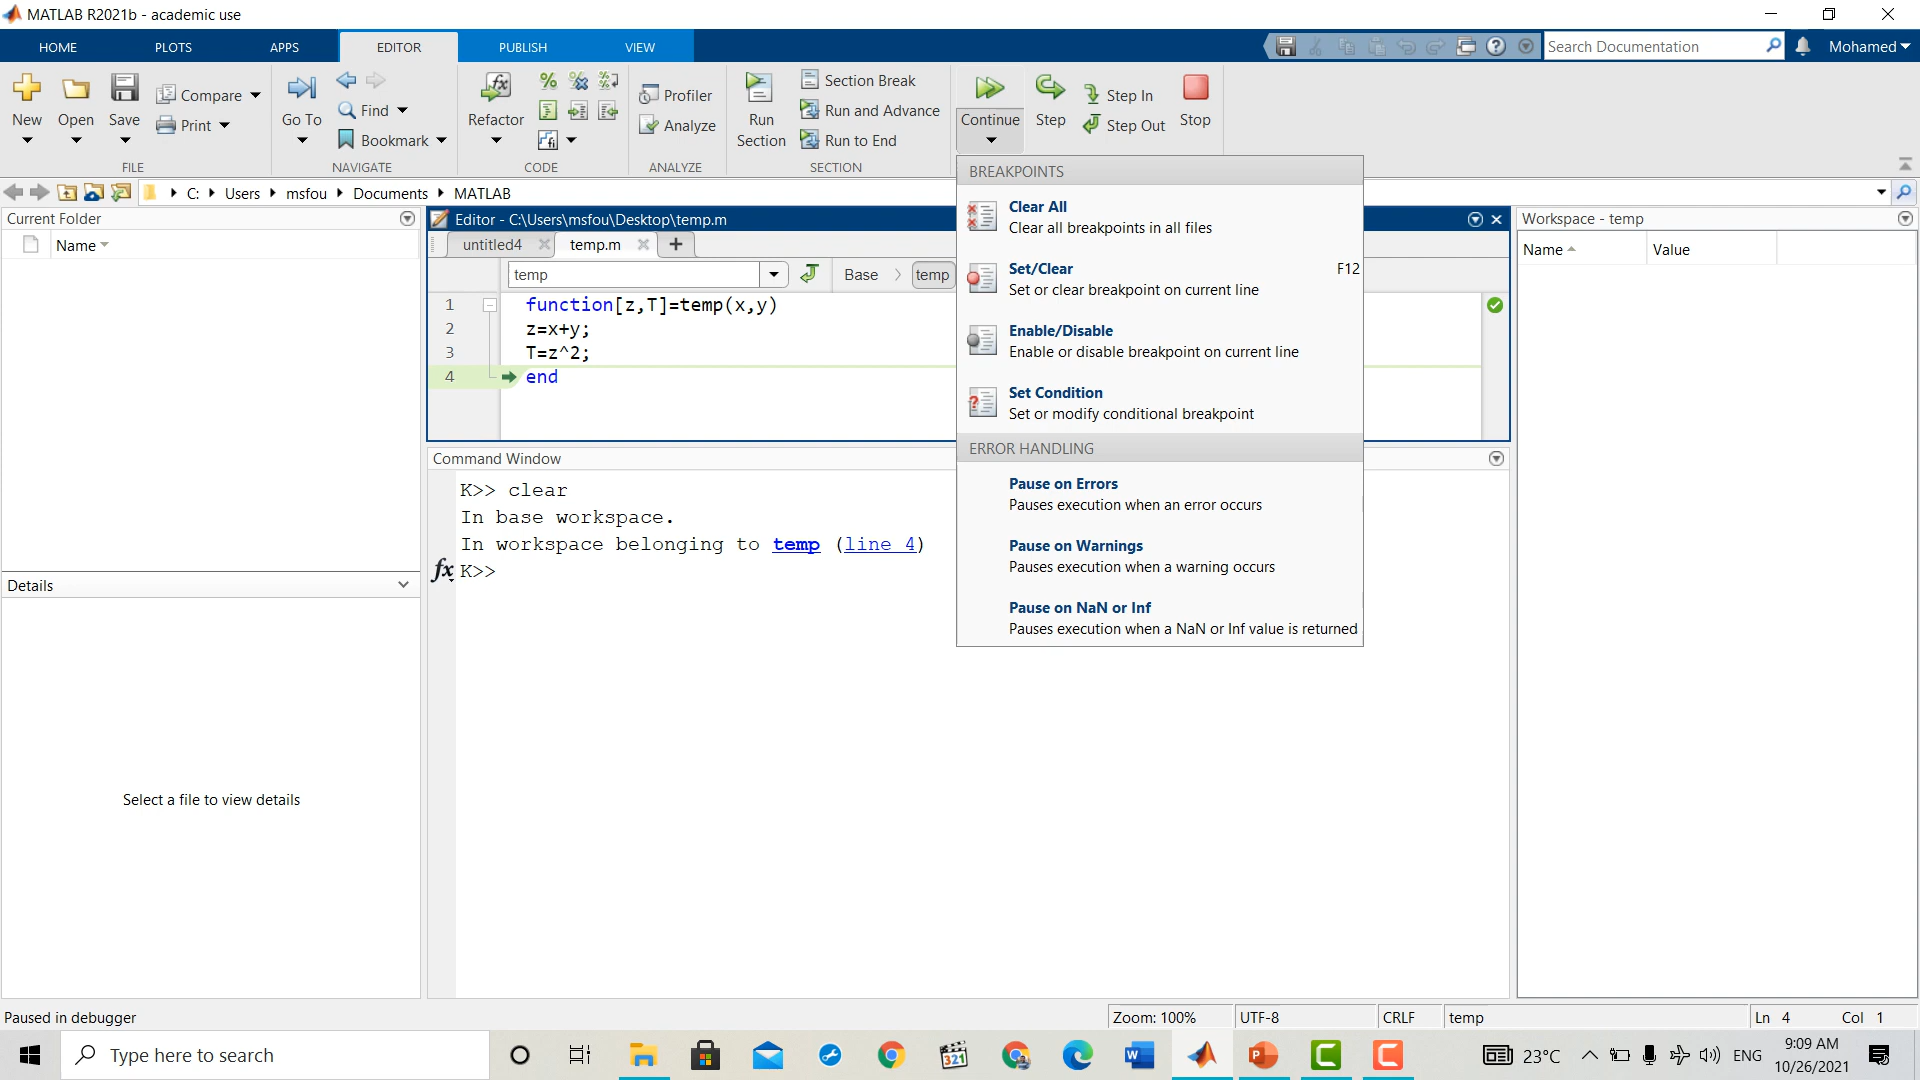 MATLAB R2021b - academic use
HOME PLOTS APPS EDITOR PUBLISH VIEW Search Documentation Mohamed
New Open Save Compare Print Go To Find Bookmark Refactor Profiler Analyze Run Section Section Break Run and Advance Run to End Continue Step Step In Step Out Stop
FILE NAVIGATE CODE ANALYZE SECTION
C: Users msfou Documents MATLAB
Current Folder
Name
Editor - C:\Users\msfou\Desktop\temp.m
untitled4 temp.m
temp Base temp
1 function[z,T]=temp(x,y)
2 z=x+y;
3 T=z^2;
4 end
BREAKPOINTS
Clear All
Clear all breakpoints in all files
Set/Clear F12
Set or clear breakpoint on current line
Enable/Disable
Enable or disable breakpoint on current line
Set Condition
Set or modify conditional breakpoint
ERROR HANDLING
Pause on Errors
Pauses execution when an error occurs
Pause on Warnings
Pauses execution when a warning occurs
Pause on NaN or Inf
Pauses execution when a NaN or Inf value is returned
Workspace - temp
Name Value
Command Window
K>> clear
In base workspace.
In workspace belonging to temp (line 4)
fx K>>
Details
Select a file to view details
Paused in debugger Zoom: 100% UTF-8 CRLF temp Ln 4 Col 1
Type here to search 321 23°C ENG 9:09 AM
10/26/2021